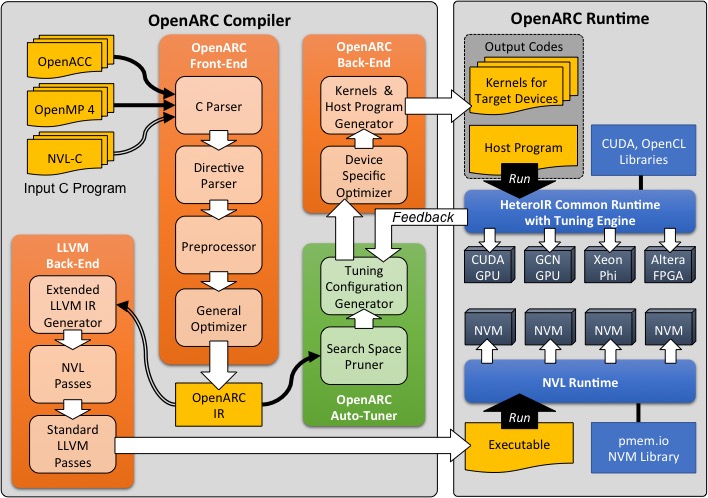 OpenARC Compiler
OpenACC
OpenMP 4
NVL-C
Input C Program
OpenARC
Front-End
C Parser
Directive
Parser
Preprocessor
General
Optimizer
OpenARC
IR
LLVM
Back-End
Extended
LLVM IR
Generator
NVL
Passes
Standard
LLVM
Passes
OpenARC
Back-End
Kernels &
Host Program
Generator
Device
Specific
Optimizer
Feedback
Tuning
Configuration
Generator
Search Space
Pruner
OpenARC
Auto-Tuner
OpenARC Runtime
Output Codes
Kernels for
Target Devices
Host Program
Run
CUDA, OpenCL
Libraries
HeteroIR Common Runtime
with Tuning Engine
CUDA
GPU
GCN
GPU
Xeon
Phi
Altera
FPGA
NVM
NVM
NVM
NVM
NVL Runtime
Run
Executable
pmem.io
NVM Library